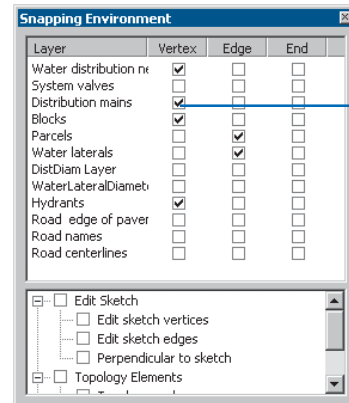 Snapping Environment
Layer Vertex Edge End
Water distribution ne
System valves
Distribution mains
Blocks
Parcels
Water laterals
DistDiam Layer
WaterLateralDiamet
Hydrants
Road edge of paver
Road names
Road centerlines
Edit Sketch
Edit sketch vertices
Edit sketch edges
Perpendicular to sketch
Topology Elements